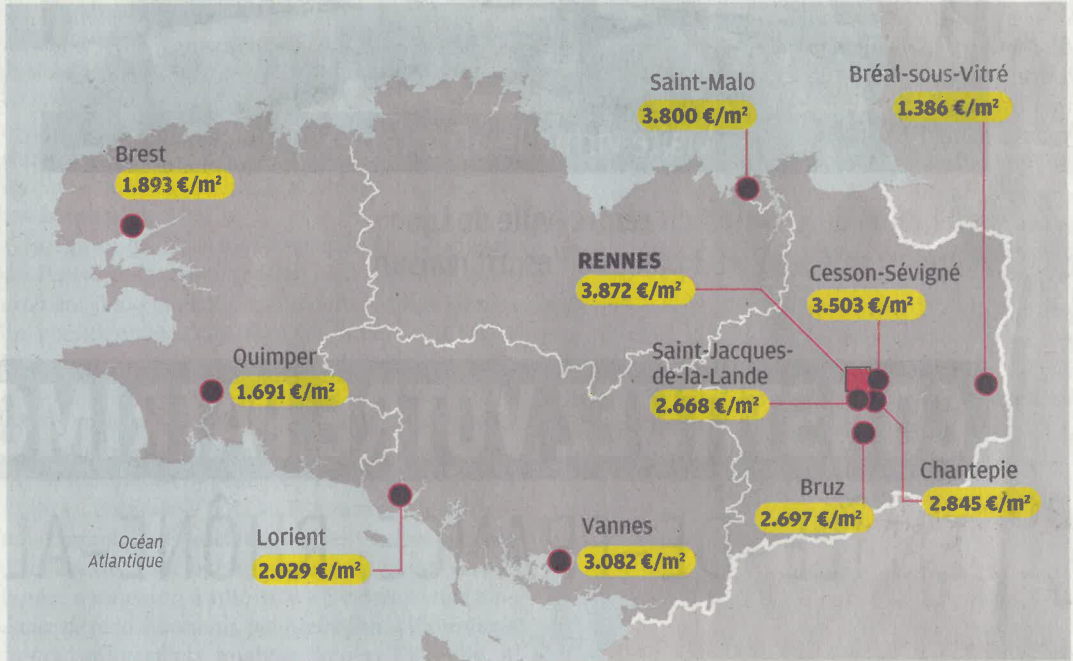 Saint-Malo
3.800 €/m²
Bréal-sous-Vitré
1.386 €/m²
Brest
1.893 €/m²
RENNES
3.872 €/m²
Cesson-Sévigné
3.503 €/m²
Quimper
1.691 €/m²
Saint-Jacques-
de-la-Lande
2.668 €/m²
Chantepie
2.845 €/m²
Bruz
2.697 €/m²
Vannes
3.082 €/m²
Lorient
2.029 €/m²
Océan
Atlantique